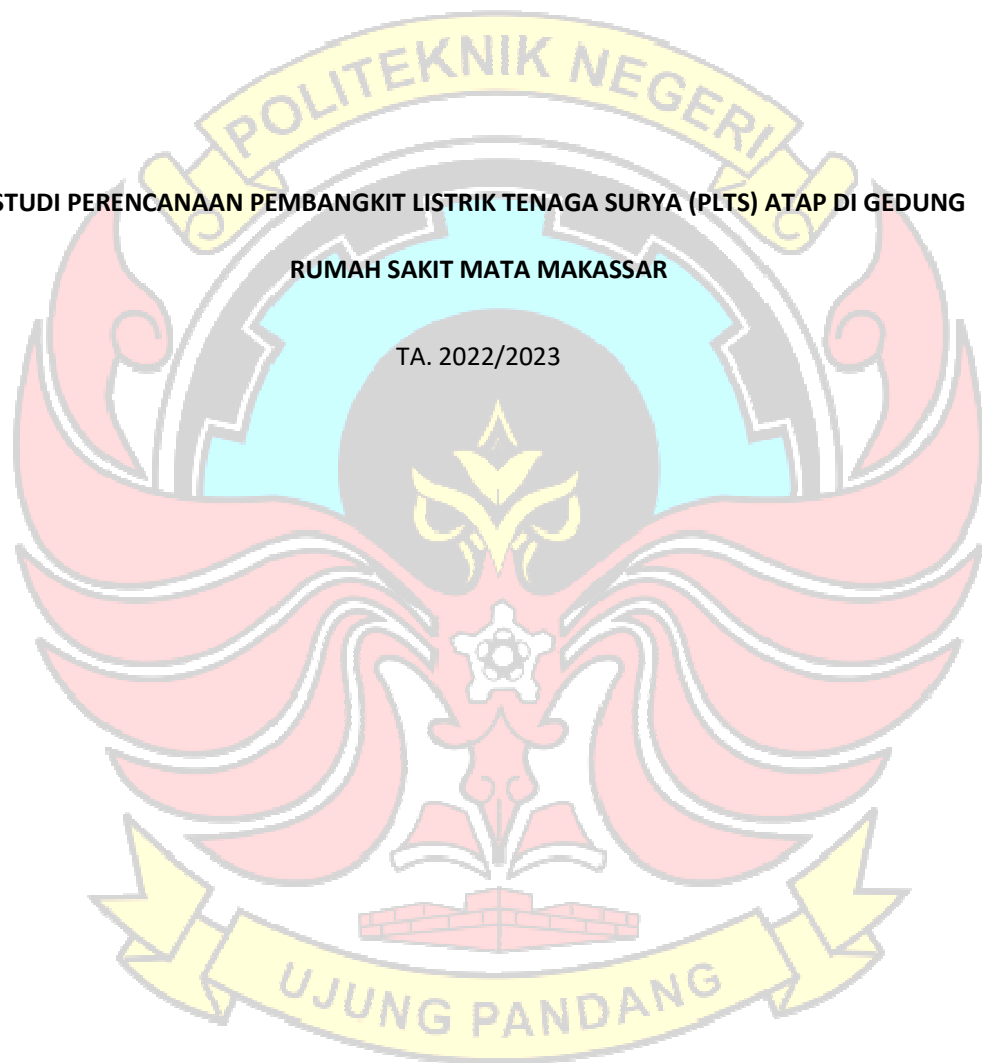 POLITEKNIK NEGERI
STUDI PERENCANAAN PEMBANGKIT LISTRIK TENAGA SURYA (PLTS) ATAP DI GEDUNG
RUMAH SAKIT MATA MAKASSAR
TA. 2022/2023
UJUNG PANDANG